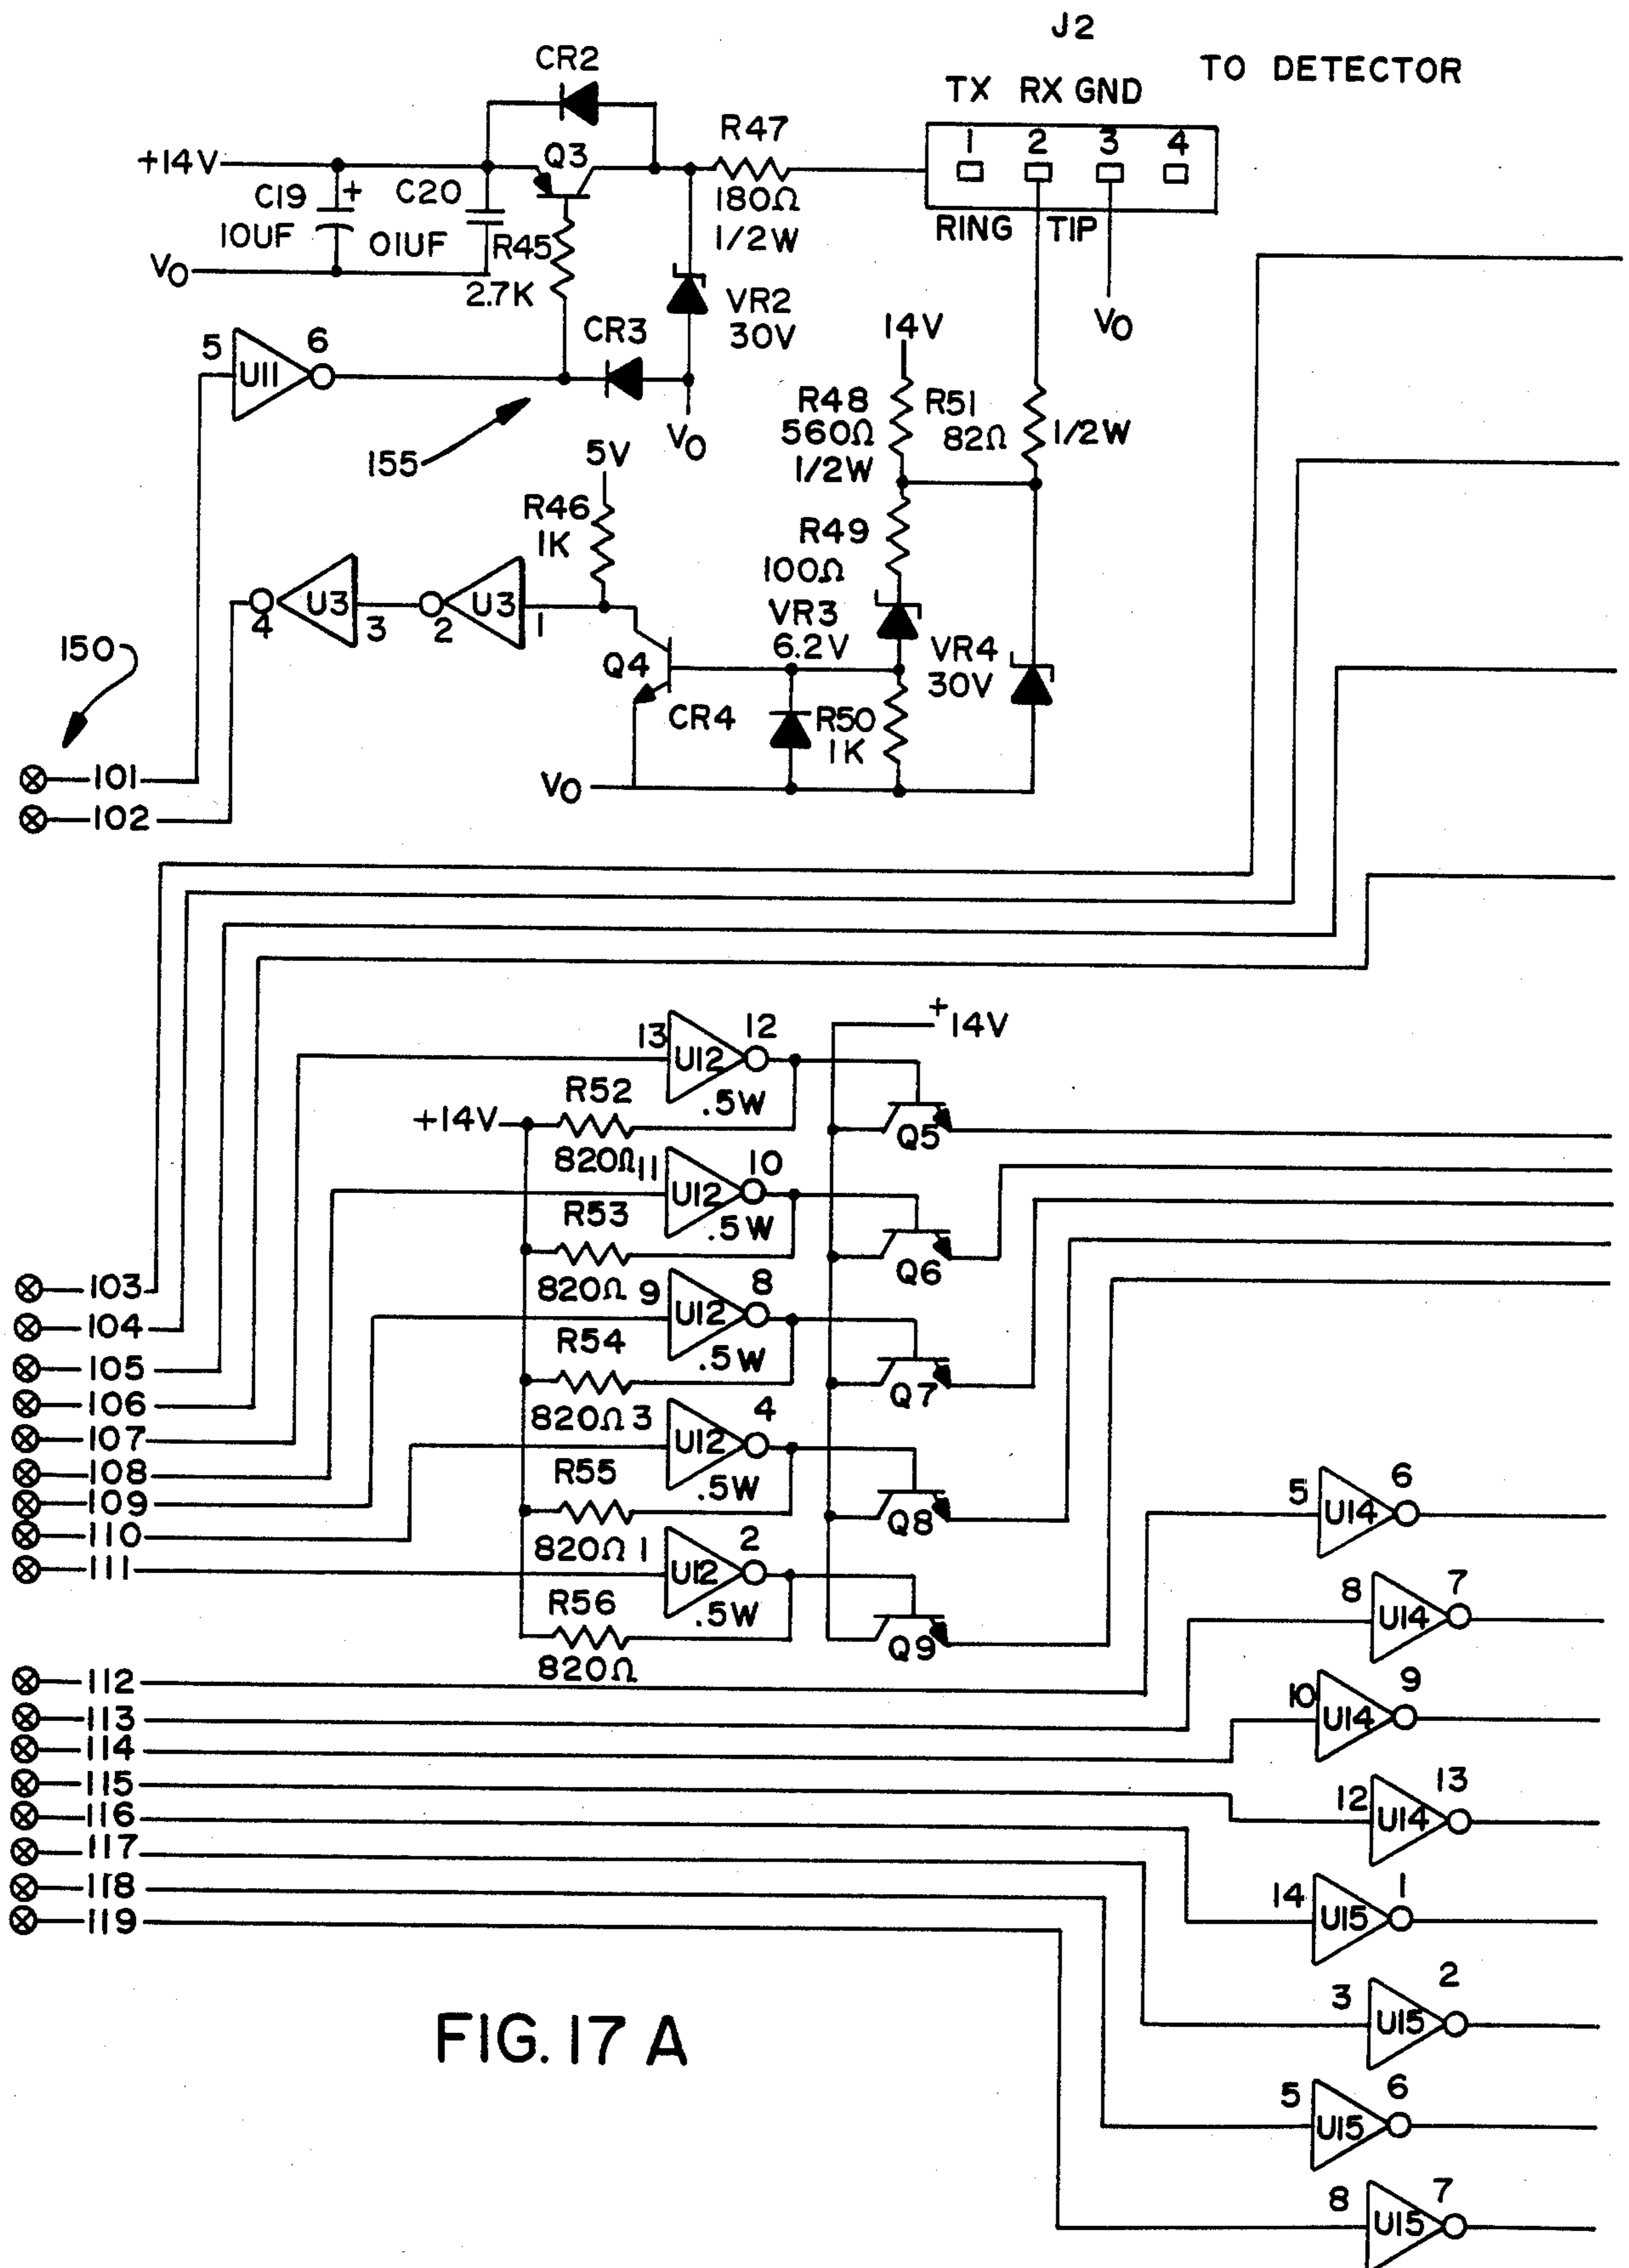 J2
TO DETECTOR
TX RX GND
1 2 3 4
RING TIP
CR2
+14V
Q3
R47
180Ω
1/2W
C19
+
10UF
C20
01UF
R45
2.7K
VO
VR2
30V
VO
5
U11
6
CR3
155
VO
14V
R48
560Ω
1/2W
R51
82Ω
1/2W
5V
R46
1K
R49
100Ω
VR3
6.2V
VR4
30V
4
U3
3
2
U3
1
Q4
CR4
R50
1K
VO
150
101
102
+
14V
13
U12
12
.5W
R52
+14V
820Ω
Q5
11
U12
10
.5W
R53
820Ω
Q6
9
U12
8
.5W
R54
820Ω
Q7
3
U12
4
.5W
R55
820Ω
Q8
1
U12
2
.5W
R56
820Ω
Q9
103
104
105
106
107
108
109
110
111
112
113
114
115
116
117
118
119
5
U14
6
8
U14
7
10
U14
9
12
U14
13
14
U15
1
3
U15
2
5
U15
6
8
U15
7
FIG. 17 A